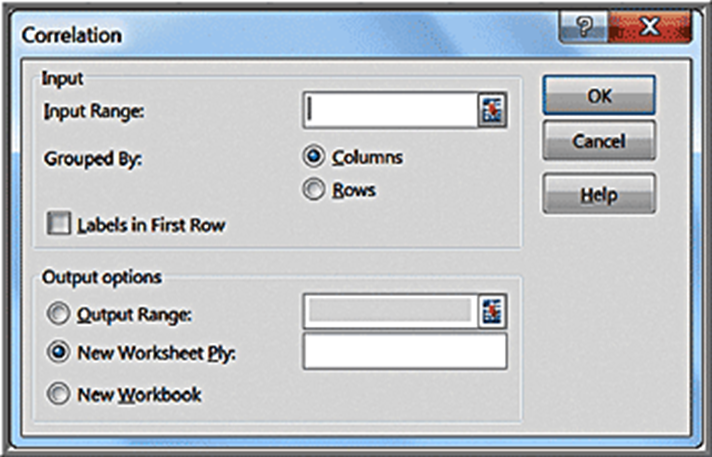 Correlation
?
Input
Input Range:
Grouped By:
Columns
Rows
Labels in First Row
OK
Cancel
Help
Output options
Output Range:
New Worksheet Ply:
New Workbook